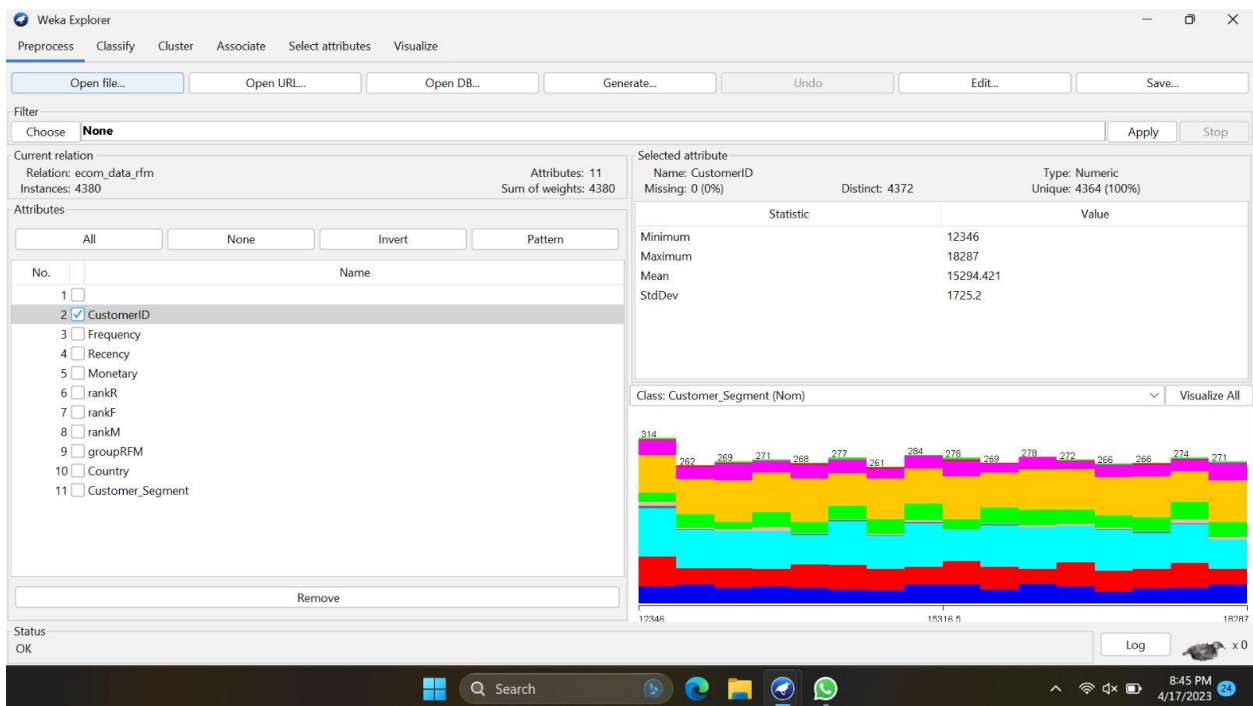 Weka Explorer
Preprocess Classify Cluster Associate Select attributes Visualize
Open file... Open URL... Open DB... Generate... Undo Edit... Save...
Filter
Choose None Apply Stop
Current relation
Relation: ecom_data_rfm Attributes: 11
Instances: 4380 Sum of weights: 4380
Attributes
All None Invert Pattern
No. Name
1
2 CustomerID
3 Frequency
4 Recency
5 Monetary
6 rankR
7 rankF
8 rankM
9 groupRFM
10 Country
11 Customer_Segment
Remove
Selected attribute
Name: CustomerID Type: Numeric
Missing: 0 (0%) Distinct: 4372 Unique: 4364 (100%)
Statistic Value
Minimum 12346
Maximum 18287
Mean 15294.421
StdDev 1725.2
Class: Customer_Segment (Nom) Visualize All
314 262 269 271 268 277 261 284 278 269 278 272 266 266 274 271
12346 15316.5 18287
Status
OK Log x 0
Search 8:45 PM
4/17/2023 24